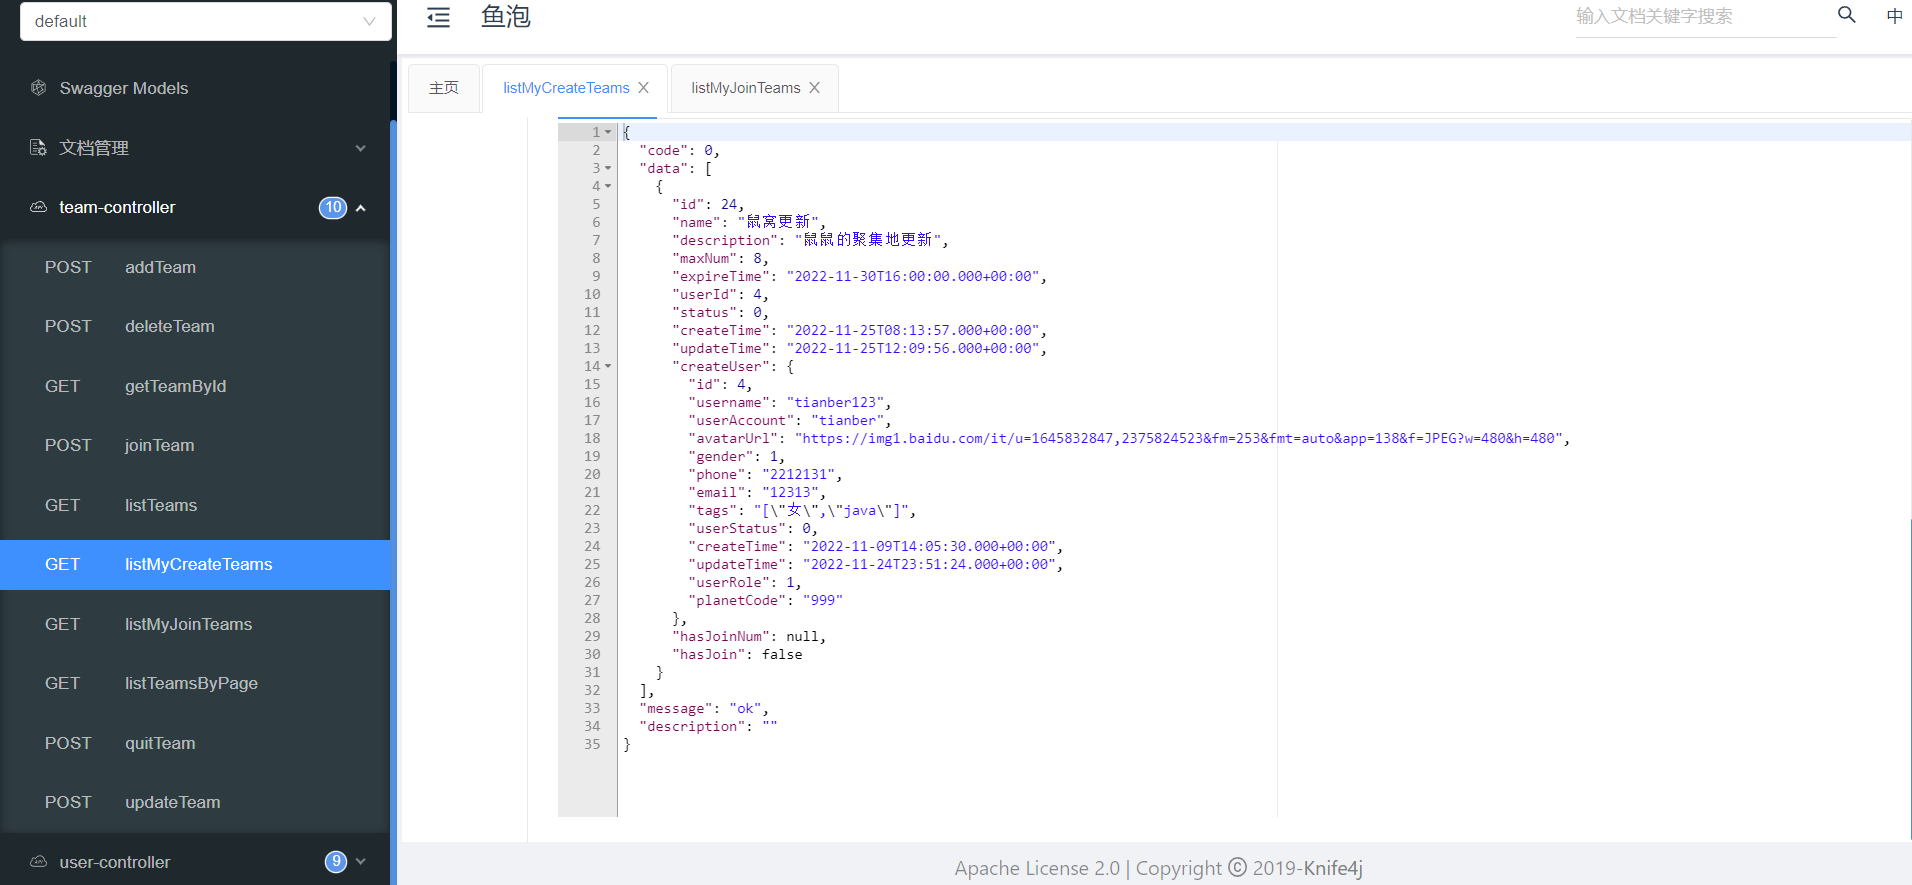 default
Swagger Models
文档管理
team-controller 10
POST addTeam
POST deleteTeam
GET getTeamById
POST joinTeam
GET listTeams
GET listMyCreateTeams
GET listMyJoinTeams
GET listTeamsByPage
POST quitTeam
POST updateTeam
user-controller 9
鱼泡
输入文档关键字搜索
中
主页 listMyCreateTeams listMyJoinTeams
1 {
2 "code": 0,
3 "data": [
4 {
5 "id": 24,
6 "name": "鼠窝更新",
7 "description": "鼠鼠的聚集地更新",
8 "maxNum": 8,
9 "expireTime": "2022-11-30T16:00:00.000+00:00",
10 "userId": 4,
11 "status": 0,
12 "createTime": "2022-11-25T08:13:57.000+00:00",
13 "updateTime": "2022-11-25T12:09:56.000+00:00",
14 "createUser": {
15 "id": 4,
16 "username": "tianber123",
17 "userAccount": "tianber",
18 "avatarUrl": "https://img1.baidu.com/it/u=1645832847,2375824523&fm=253&fmt=auto&app=138&f=JPEG?w=480&h=480",
19 "gender": 1,
20 "phone": "2212131",
21 "email": "12313",
22 "tags": "[\"女\",\"java\"]",
23 "userStatus": 0,
24 "createTime": "2022-11-09T14:05:30.000+00:00",
25 "updateTime": "2022-11-24T23:51:24.000+00:00",
26 "userRole": 1,
27 "planetCode": "999"
28 },
29 "hasJoinNum": null,
30 "hasJoin": false
31 }
32 ],
33 "message": "ok",
34 "description": ""
35 }
Apache License 2.0 | Copyright © 2019-Knife4j